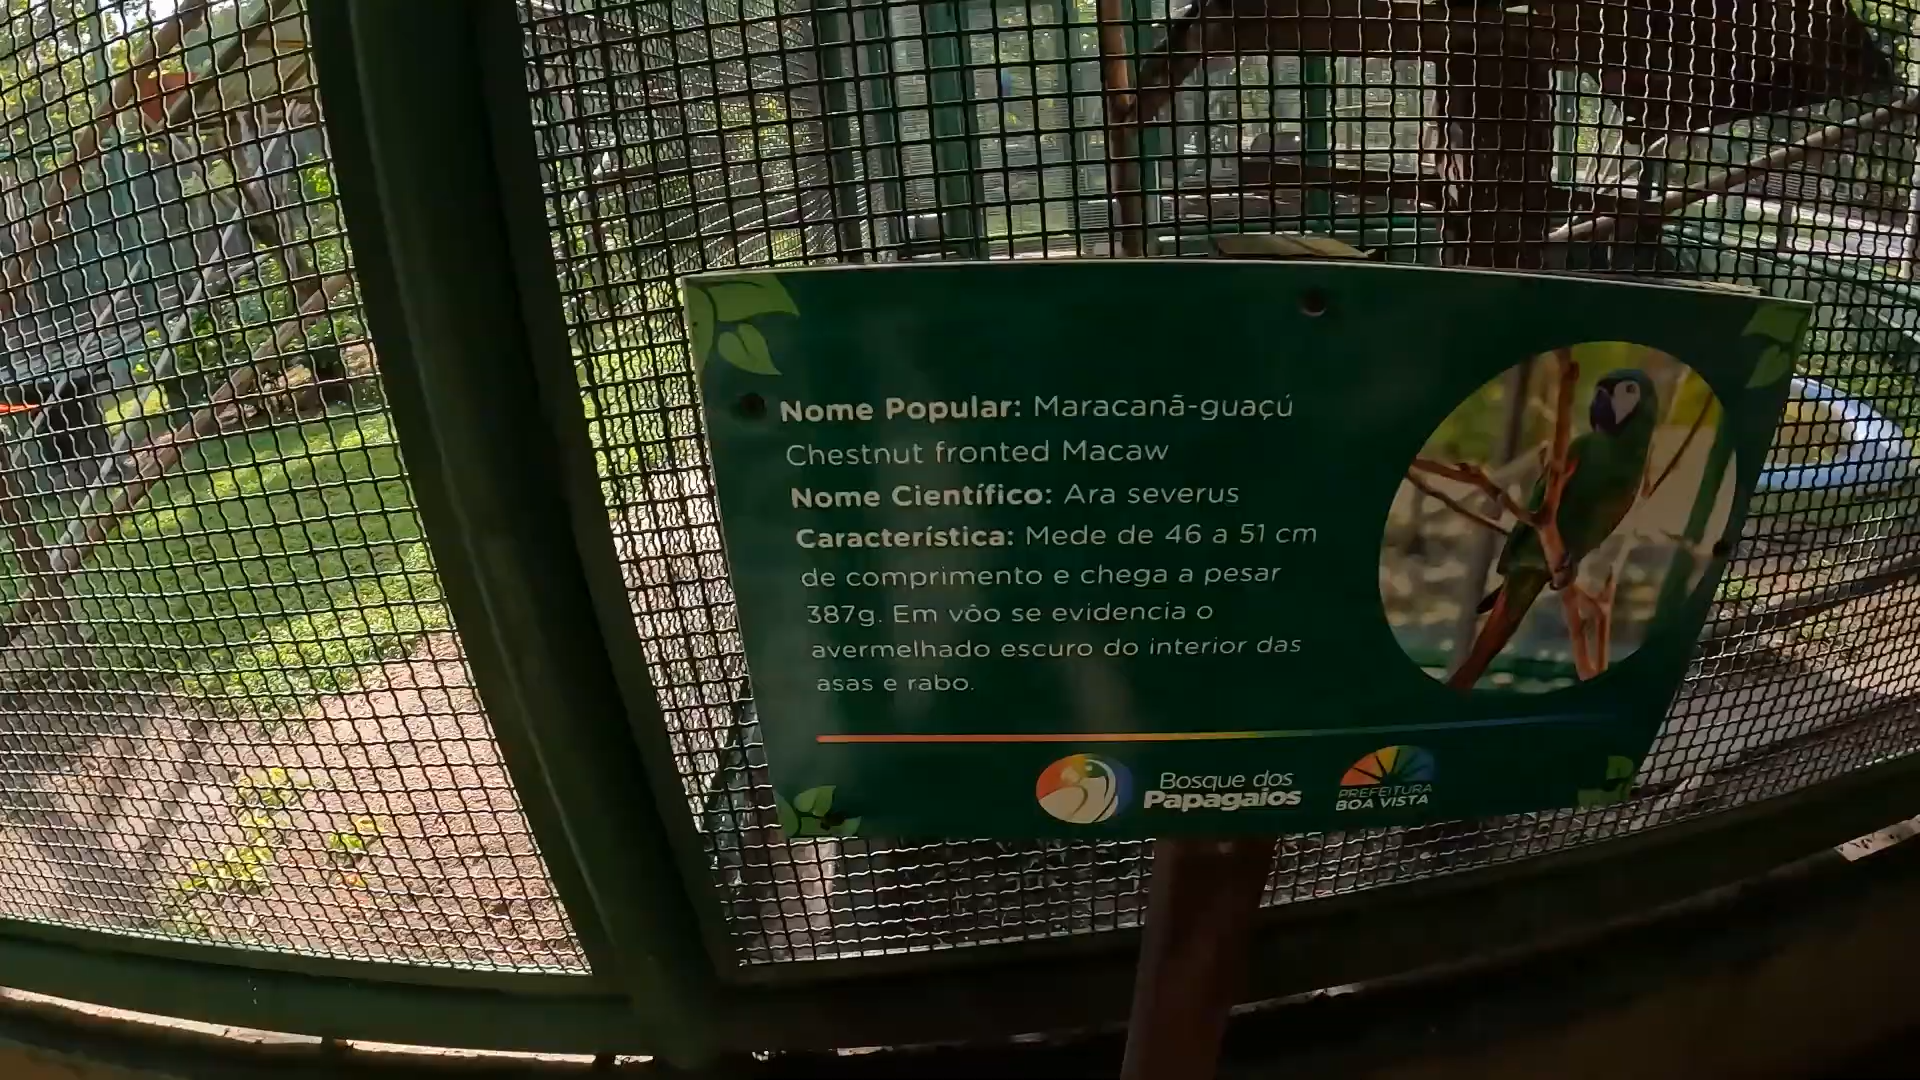 Nome Popular: Maracanã-guaçú
Chestnut fronted Macaw
Nome Científico: Ara severus
Característica: Mede de 46 a 51 cm
de comprimento e chega a pesar
387g. Em vôo se evidencia o
avermelhado escuro do interior das
asas e rabo.
Bosque dos
Papagaios
PREFEITURA
BOA VISTA